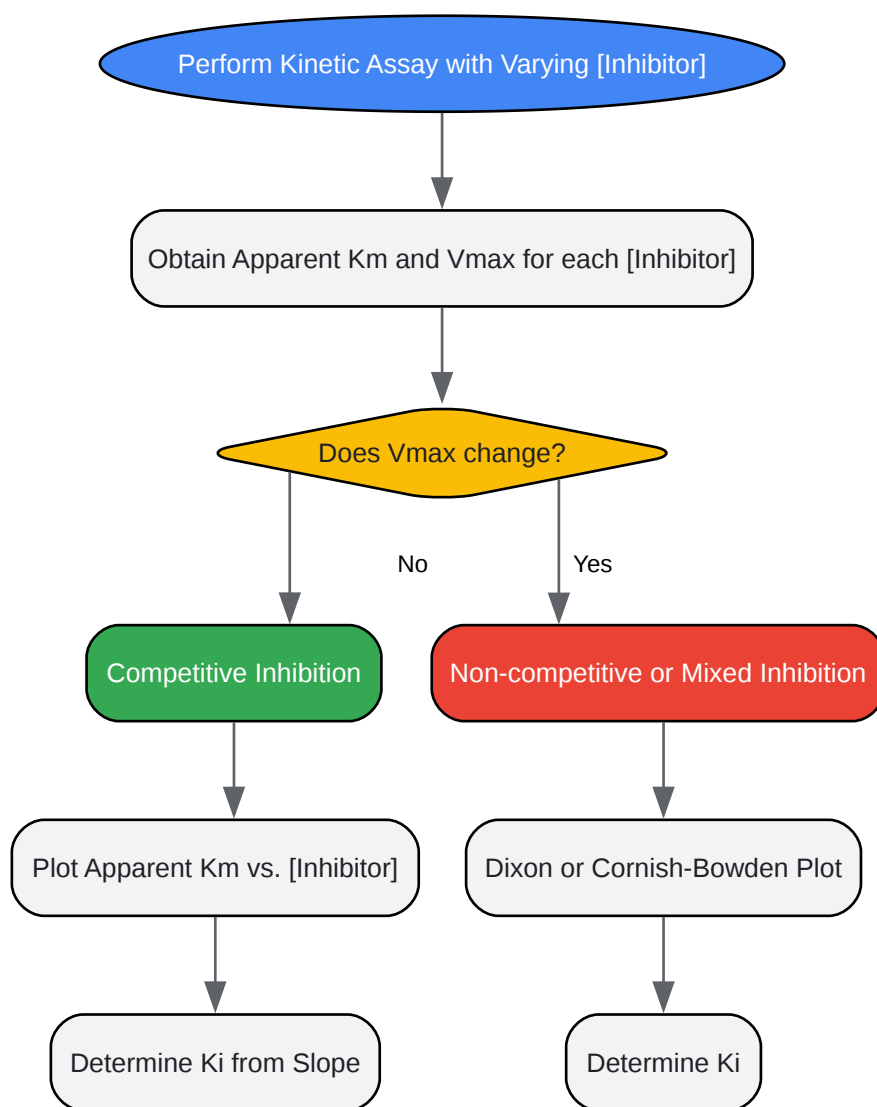 Perform Kinetic Assay with Varying [Inhibitor]
Obtain Apparent Km and Vmax for each [Inhibitor]
Does Vmax change?
No
Yes
Competitive Inhibition
Non-competitive or Mixed Inhibition
Plot Apparent Km vs. [Inhibitor]
Dixon or Cornish-Bowden Plot
Determine Ki from Slope
Determine Ki